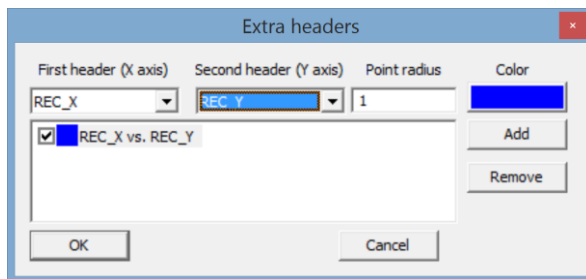 Extra headers
First header (X axis) Second header (Y axis) Point radius Color
REC_X REC_Y 1
REC_X vs. REC_Y
Add
Remove
OK Cancel